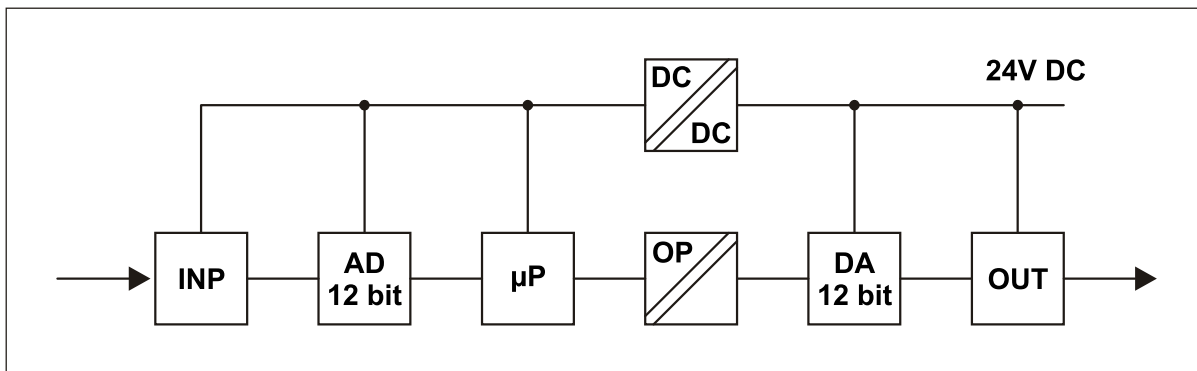 DC
DC
24V DC
INP
AD
12 bit
µP
OP
DA
12 bit
OUT